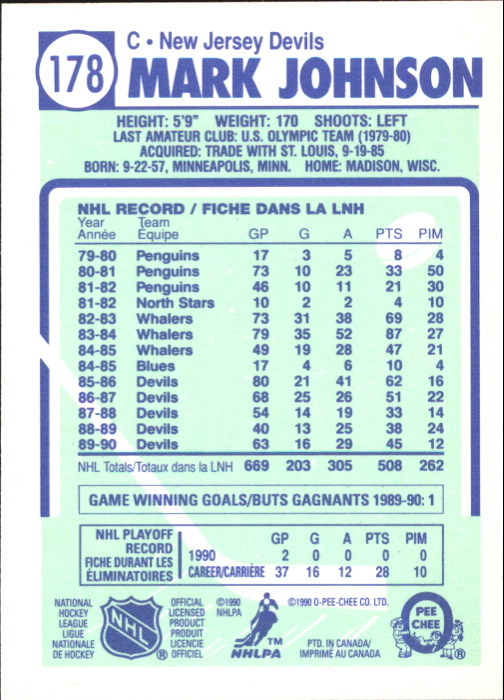 178
C • New Jersey Devils
MARK JOHNSON
HEIGHT: 5'9" WEIGHT: 170 SHOOTS: LEFT
LAST AMATEUR CLUB: U.S. OLYMPIC TEAM (1979-80)
ACQUIRED: TRADE WITH ST. LOUIS, 9-19-85
BORN: 9-22-57, MINNEAPOLIS, MINN. HOME: MADISON, WISC.
NHL RECORD / FICHE DANS LA LNH
Year Team
Année Équipe GP G A PTS PIM
79-80 Penguins 17 3 5 8 4
80-81 Penguins 73 10 23 33 50
81-82 Penguins 46 10 11 21 30
81-82 North Stars 10 2 2 4 10
82-83 Whalers 73 31 38 69 28
83-84 Whalers 79 35 52 87 27
84-85 Whalers 49 19 28 47 21
84-85 Blues 17 4 6 10 4
85-86 Devils 80 21 41 62 16
86-87 Devils 68 25 26 51 22
87-88 Devils 54 14 19 33 14
88-89 Devils 40 13 25 38 24
89-90 Devils 63 16 29 45 12
NHL Totals/Totaux dans la LNH 669 203 305 508 262
GAME WINNING GOALS/BUTS GAGNANTS 1989-90: 1
NHL PLAYOFF
RECORD
FICHE DURANT LES
ÉLIMINATOIRES
GP G A PTS PIM
1990 2 0 0 0 0
CAREER/CARRIÈRE 37 16 12 28 10
NATIONAL
HOCKEY
LEAGUE
LIGUE
NATIONALE
DE HOCKEY
NHL
®
OFFICIAL
LICENSED
PRODUCT
PRODUIT
LICENCIE
OFFICIEL
©1990
NHLPA
TM
NHLPA
©1990 O-PEE-CHEE CO. LTD.
PTD. IN CANADA/
IMPRIMÉ AU CANADA
PEE
CHEE
®